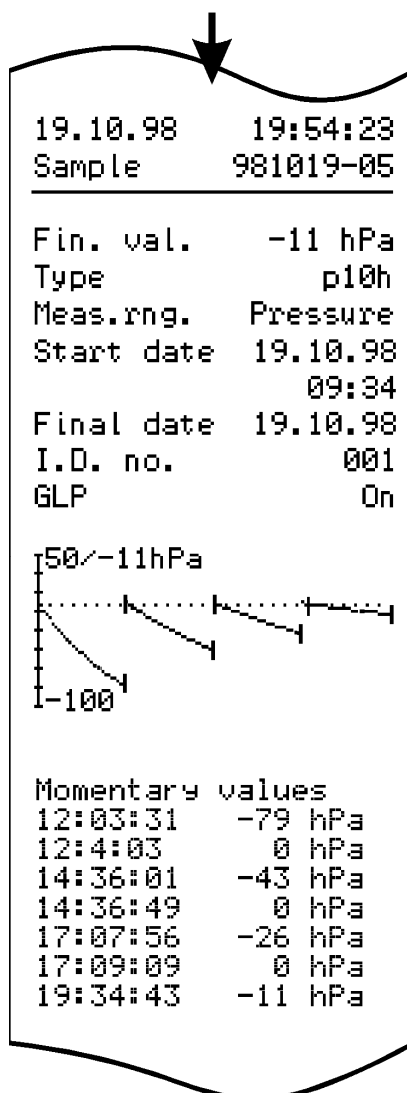 19.10.98 19:54:23
Sample 981019-05
Fin. val. -11 hPa
Type p10h
Meas.rng. Pressure
Start date 19.10.98
09:34
Final date 19.10.98
I.D. no. 001
GLP On
50/-11hPa
-100
Momentary values
12:03:31 -79 hPa
12:4:03 0 hPa
14:36:01 -43 hPa
14:36:49 0 hPa
17:07:56 -26 hPa
17:09:09 0 hPa
19:34:43 -11 hPa